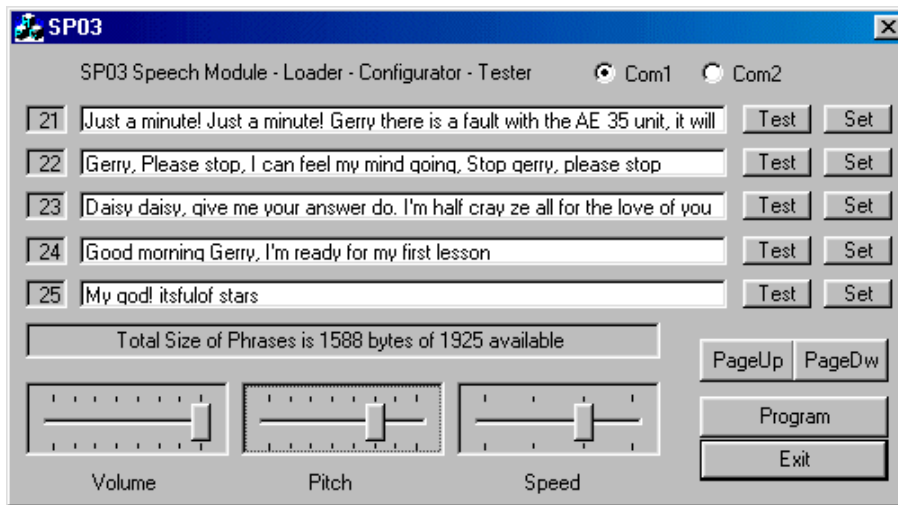 SP03
SP03 Speech Module - Loader - Configurator - Tester Com1 Com2
21 Just a minute! Just a minute! Gerry there is a fault with the AE 35 unit, it will Test Set
22 Gerry, Please stop, I can feel my mind going, Stop gerry, please stop Test Set
23 Daisy daisy, give me your answer do. I'm half cray ze all for the love of you Test Set
24 Good morning Gerry, I'm ready for my first lesson Test Set
25 My god! itsfulof stars Test Set
Total Size of Phrases is 1588 bytes of 1925 available
PageUp PageDw
Program
Exit
Volume Pitch Speed